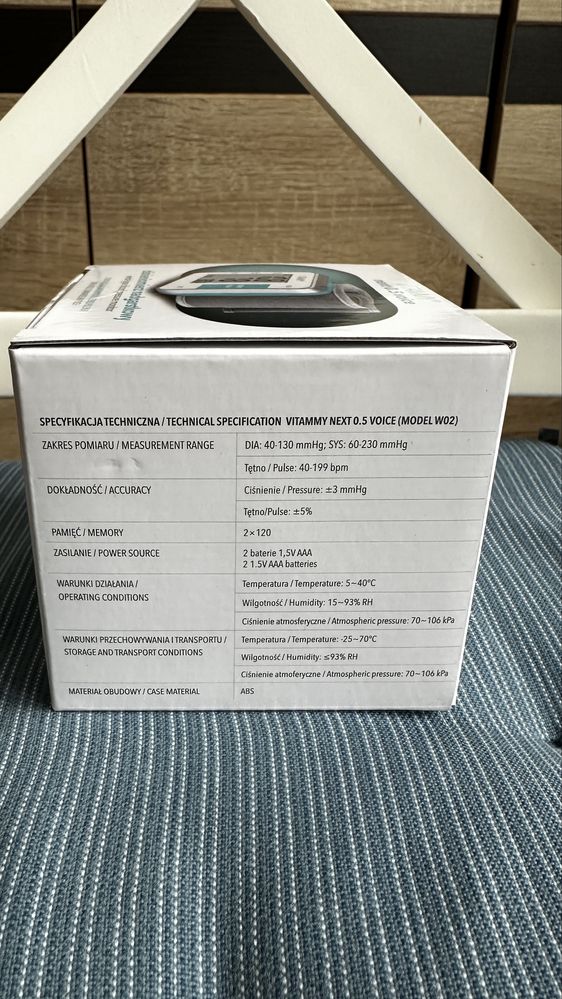 SPECYFIKACJA TECHNICZNA / TECHNICAL SPECIFICATION VITAMMY NEXT 0.5 VOICE (MODEL W02)
ZAKRES POMIARU / MEASUREMENT RANGE
DIA: 40-130 mmHg; SYS: 60-230 mmHg
Tętno / Pulse: 40-199 bpm
DOKŁADNOŚĆ / ACCURACY
Ciśnienie / Pressure: ±3 mmHg
Tętno/Pulse: ±5%
PAMIĘĆ / MEMORY
2×120
ZASILANIE / POWER SOURCE
2 baterie 1,5V AAA
2 1.5V AAA batteries
WARUNKI DZIAŁANIA /
OPERATING CONDITIONS
Temperatura / Temperature: 5~40°C
Wilgotność / Humidity: 15~93% RH
Ciśnienie atmosferyczne / Atmospheric pressure: 70~106 kPa
WARUNKI PRZECHOWYWANIA I TRANSPORTU /
STORAGE AND TRANSPORT CONDITIONS
Temperatura / Temperature: -25~70°C
Wilgotność / Humidity: ≤93% RH
Ciśnienie atmoferyczne / Atmospheric pressure: 70~106 kPa
MATERIAŁ OBUDOWY / CASE MATERIAL
ABS